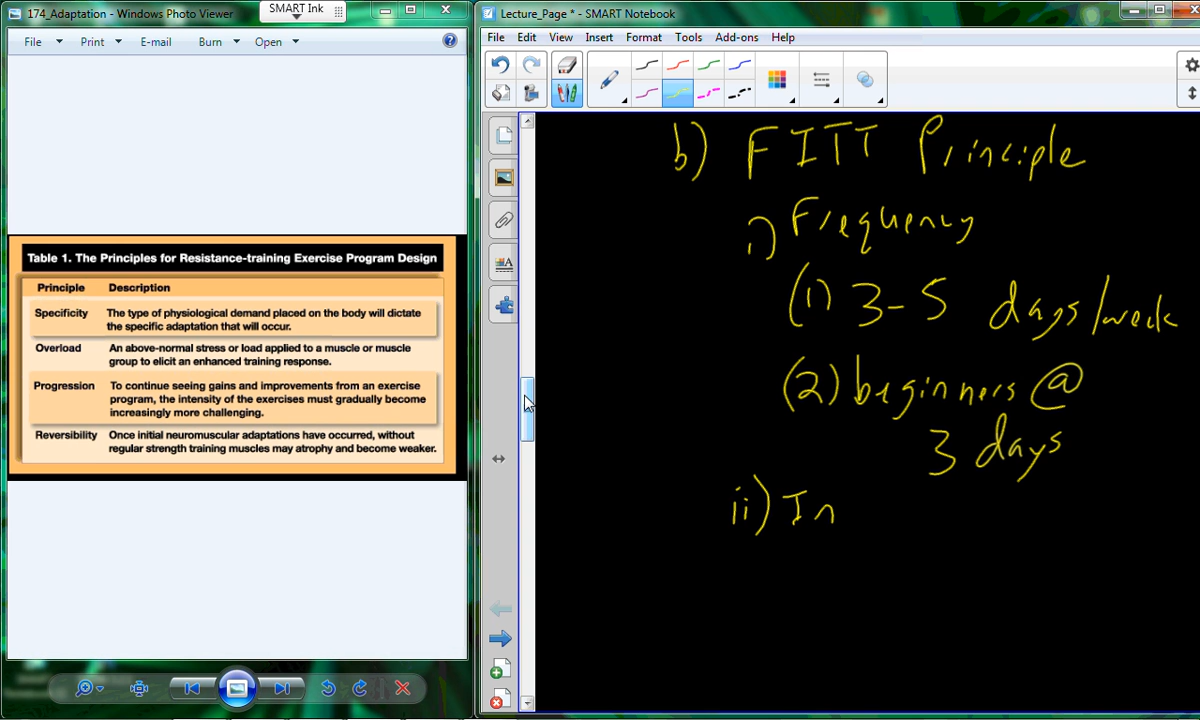 174_Adaptation - Windows Photo Viewer
SMART Ink
File Print E-mail Burn Open
Table 1. The Principles for Resistance-training Exercise Program Design
Principle Description
Specificity The type of physiological demand placed on the body will dictate
the specific adaptation that will occur.
Overload An above-normal stress or load applied to a muscle or muscle
group to elicit an enhanced training response.
Progression To continue seeing gains and improvements from an exercise
program, the intensity of the exercises must gradually become
increasingly more challenging.
Reversibility Once initial neuromuscular adaptations have occurred, without
regular strength training muscles may atrophy and become weaker.
Lecture_Page * - SMART Notebook
File Edit View Insert Format Tools Add-ons Help
b) FITT Principle
i) Frequency
(1) 3-5 days/week
(2) beginners @
3 days
ii) In